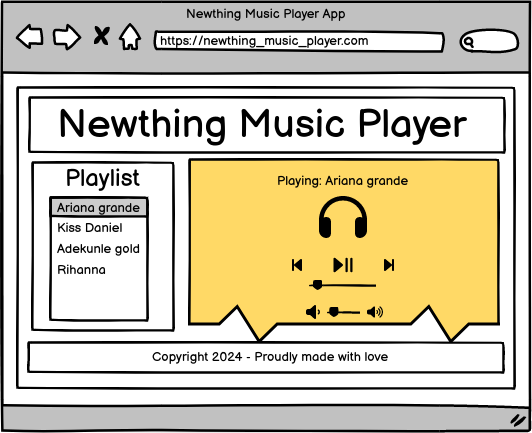 Newthing Music Player App
https://newthing_music_player.com
Newthing Music Player
Playlist
Ariana grande
Kiss Daniel
Adekunle gold
Rihanna
Playing: Ariana grande
Copyright 2024 - Proudly made with love